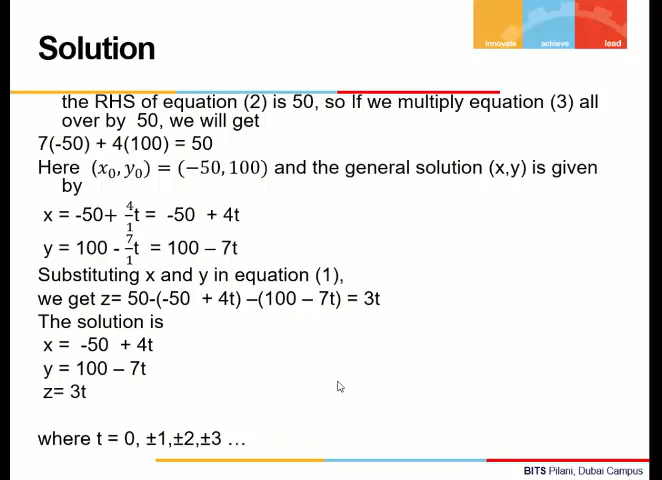 Solution
innovate achieve lead
the RHS of equation (2) is 50, so If we multiply equation (3) all
over by 50, we will get
7(-50) + 4(100) = 50
Here (x₀, y₀) = (−50, 100) and the general solution (x,y) is given
by
x = -50+ 4/1 t = -50 + 4t
y = 100 - 7/1 t = 100 – 7t
Substituting x and y in equation (1),
we get z= 50-(-50 + 4t) –(100 – 7t) = 3t
The solution is
x = -50 + 4t
y = 100 – 7t
z= 3t
where t = 0, ±1,±2,±3 …
BITS Pilani, Dubai Campus